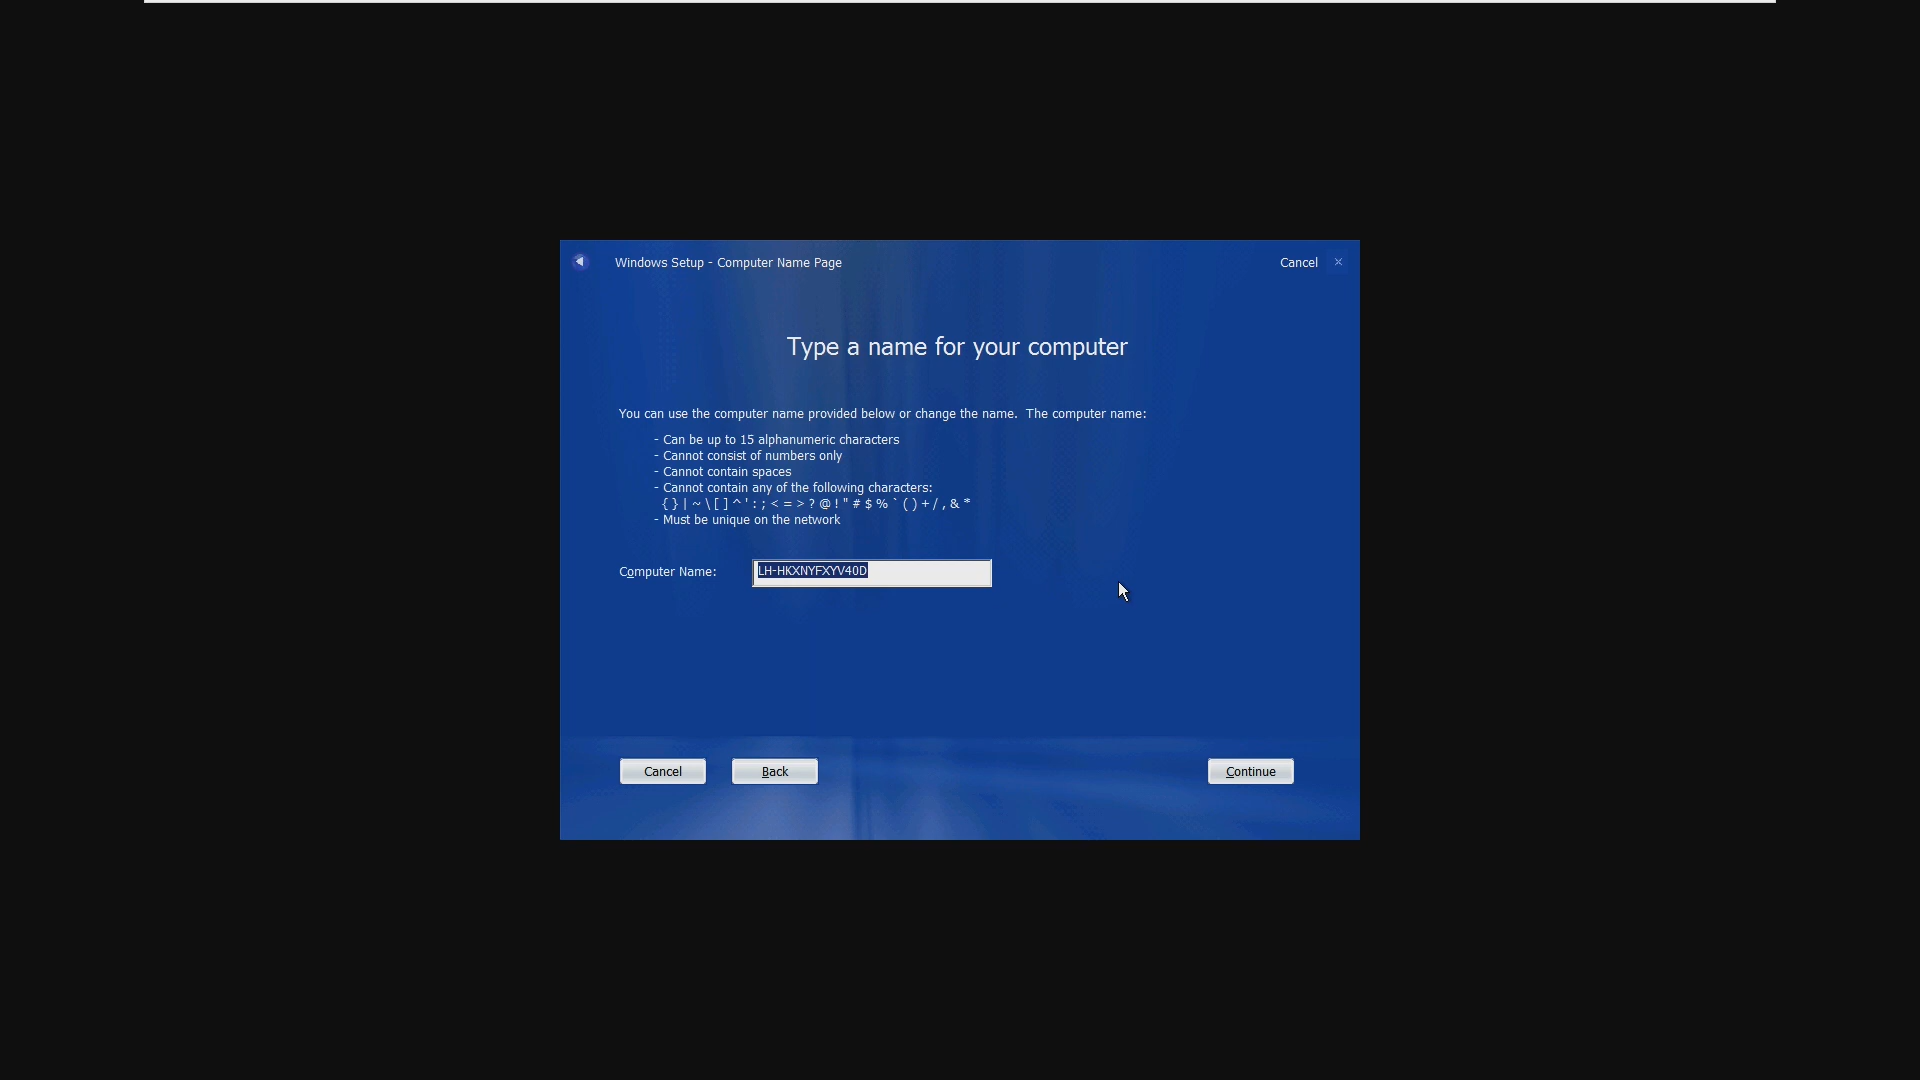 Windows Setup - Computer Name Page
Cancel
Type a name for your computer
You can use the computer name provided below or change the name.  The computer name:
- Can be up to 15 alphanumeric characters
- Cannot consist of numbers only
- Cannot contain spaces
- Cannot contain any of the following characters:
{ } | ~ \ [ ] ^ ' : ; < = > ? @ ! " # $ % ` ( ) + / , & *
- Must be unique on the network
Computer Name:
LH-HKXNYFXYV40D
Cancel
Back
Continue